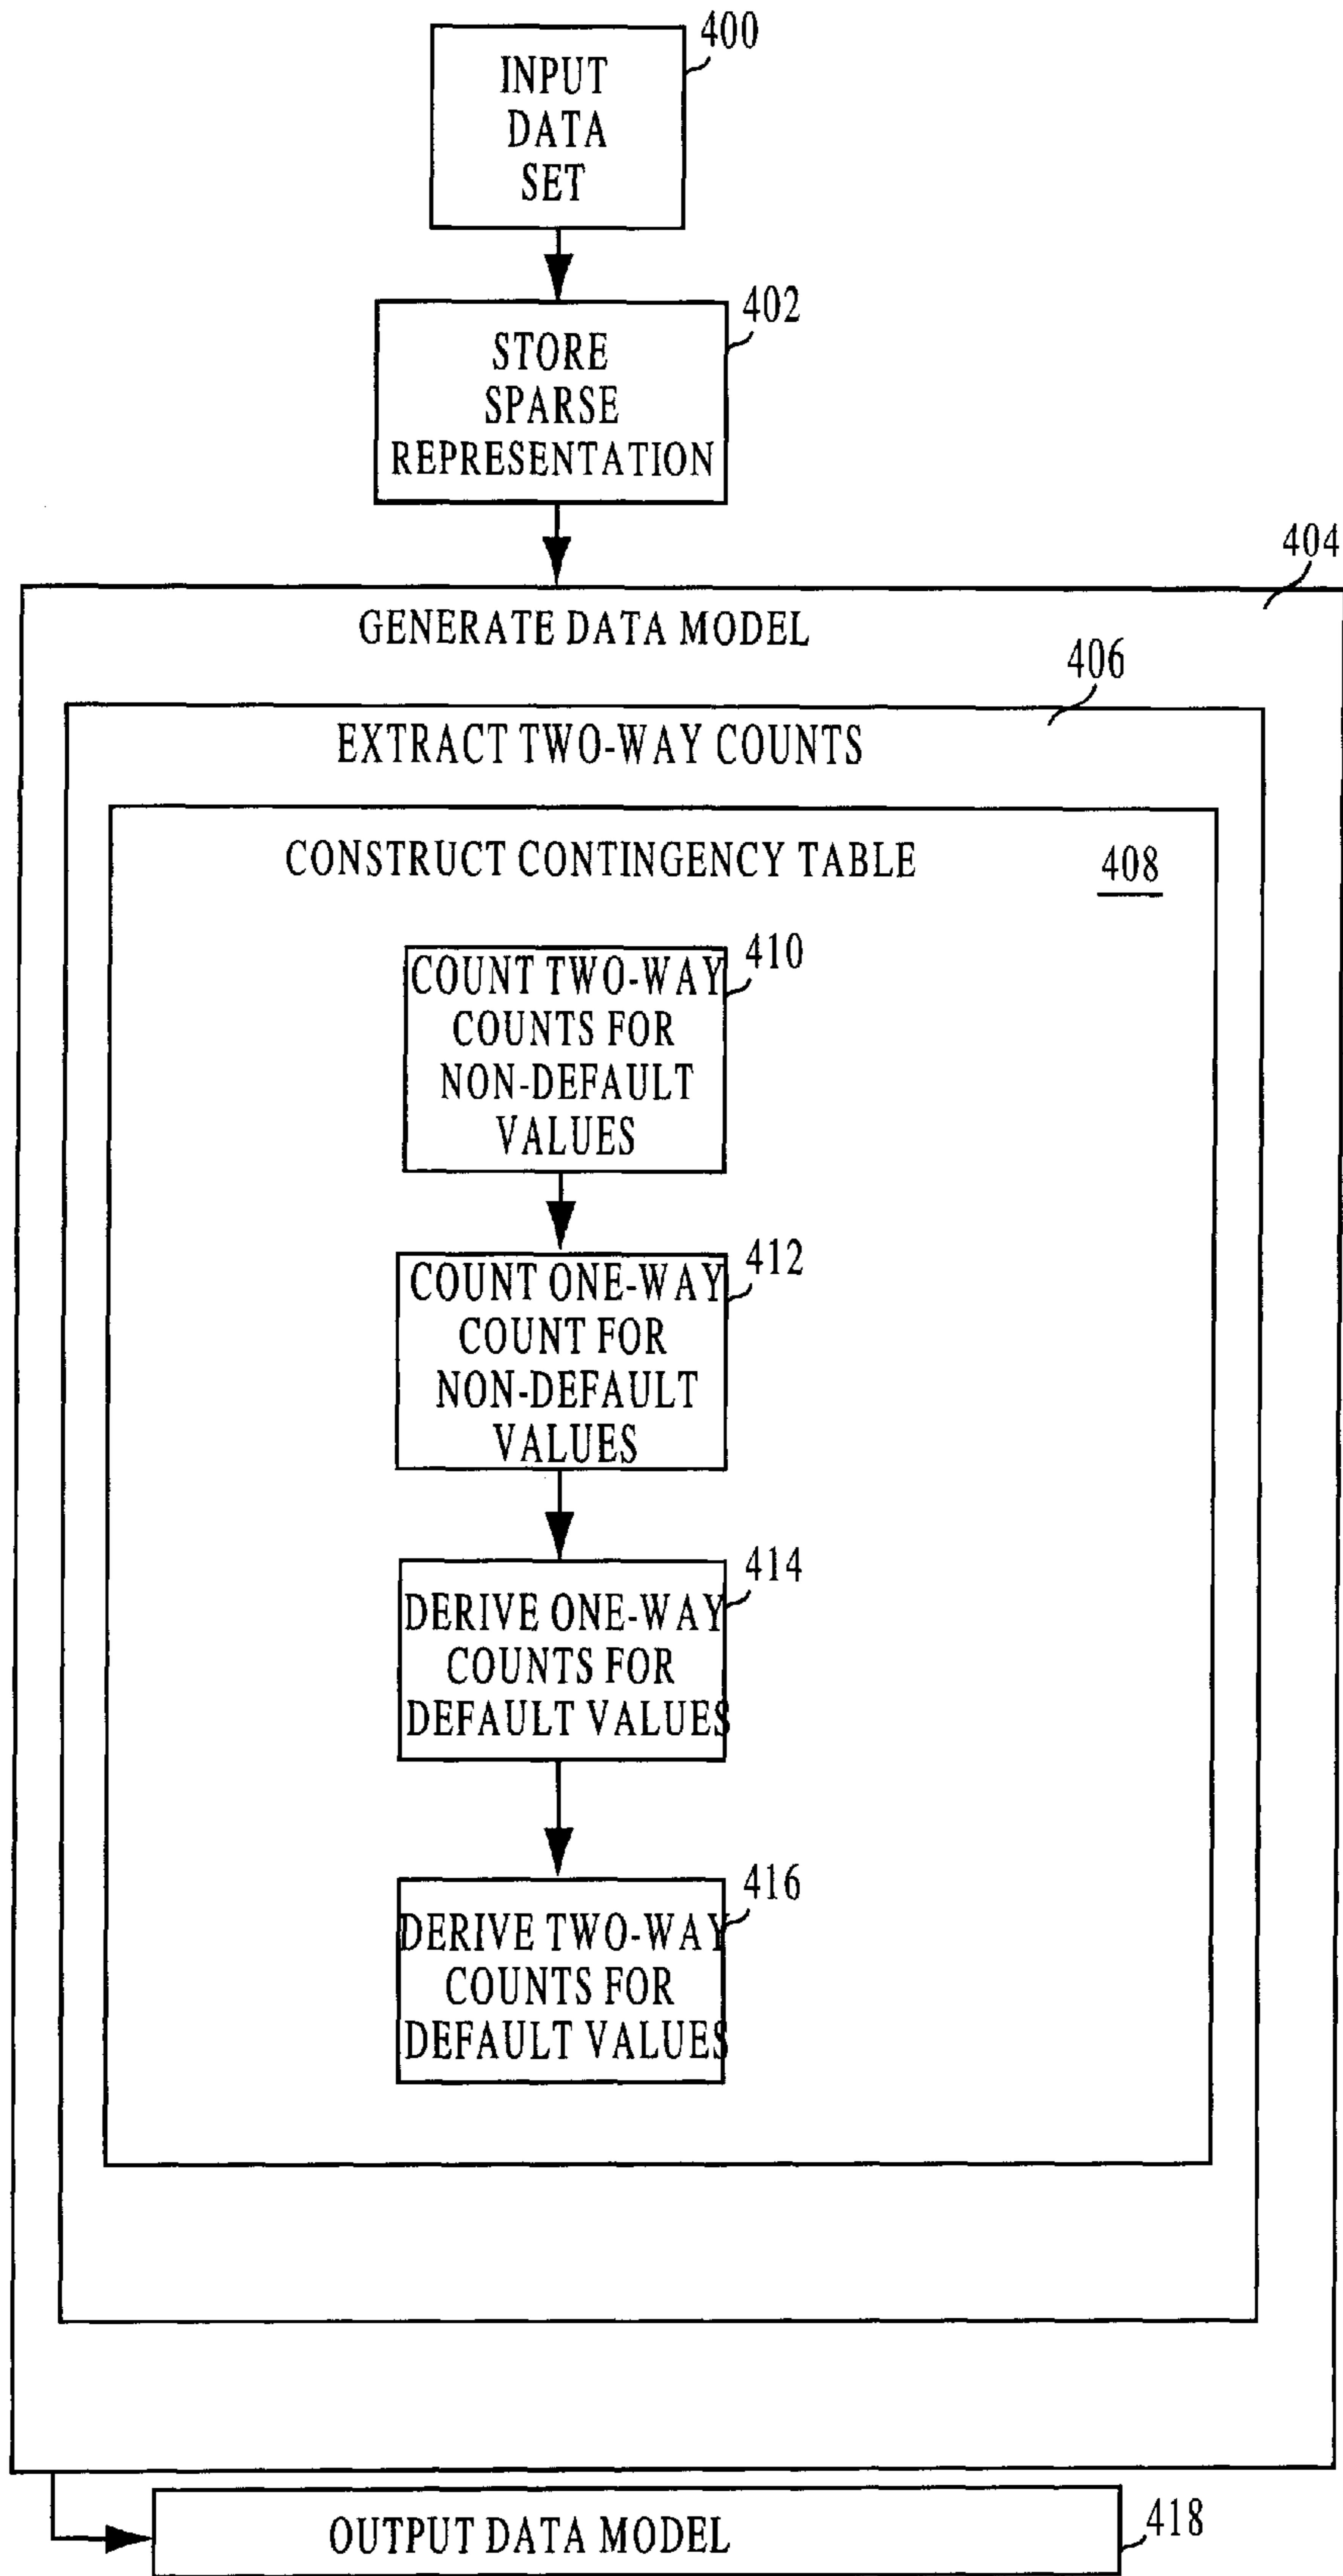 400
INPUT
DATA
SET
402
STORE
SPARSE
REPRESENTATION
404
GENERATE DATA MODEL
406
EXTRACT TWO-WAY COUNTS
CONSTRUCT CONTINGENCY TABLE
408
410
COUNT TWO-WAY
COUNTS FOR
NON-DEFAULT
VALUES
412
COUNT ONE-WAY
COUNT FOR
NON-DEFAULT
VALUES
414
DERIVE ONE-WAY
COUNTS FOR
DEFAULT VALUES
416
DERIVE TWO-WAY
COUNTS FOR
DEFAULT VALUES
OUTPUT DATA MODEL
418